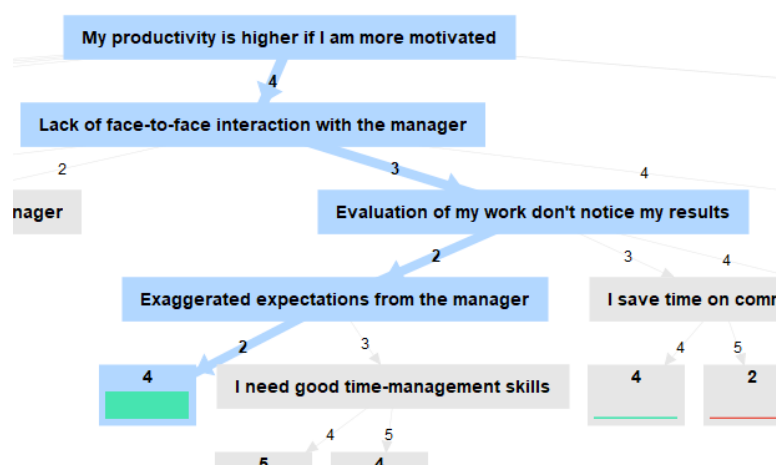 My productivity is higher if I am more motivated
4
Lack of face-to-face interaction with the manager
2
3
4
nager
Evaluation of my work don't notice my results
2
3
4
Exaggerated expectations from the manager
I save time on comm
2
3
4
5
4
I need good time-management skills
4
2
4
5
5
4